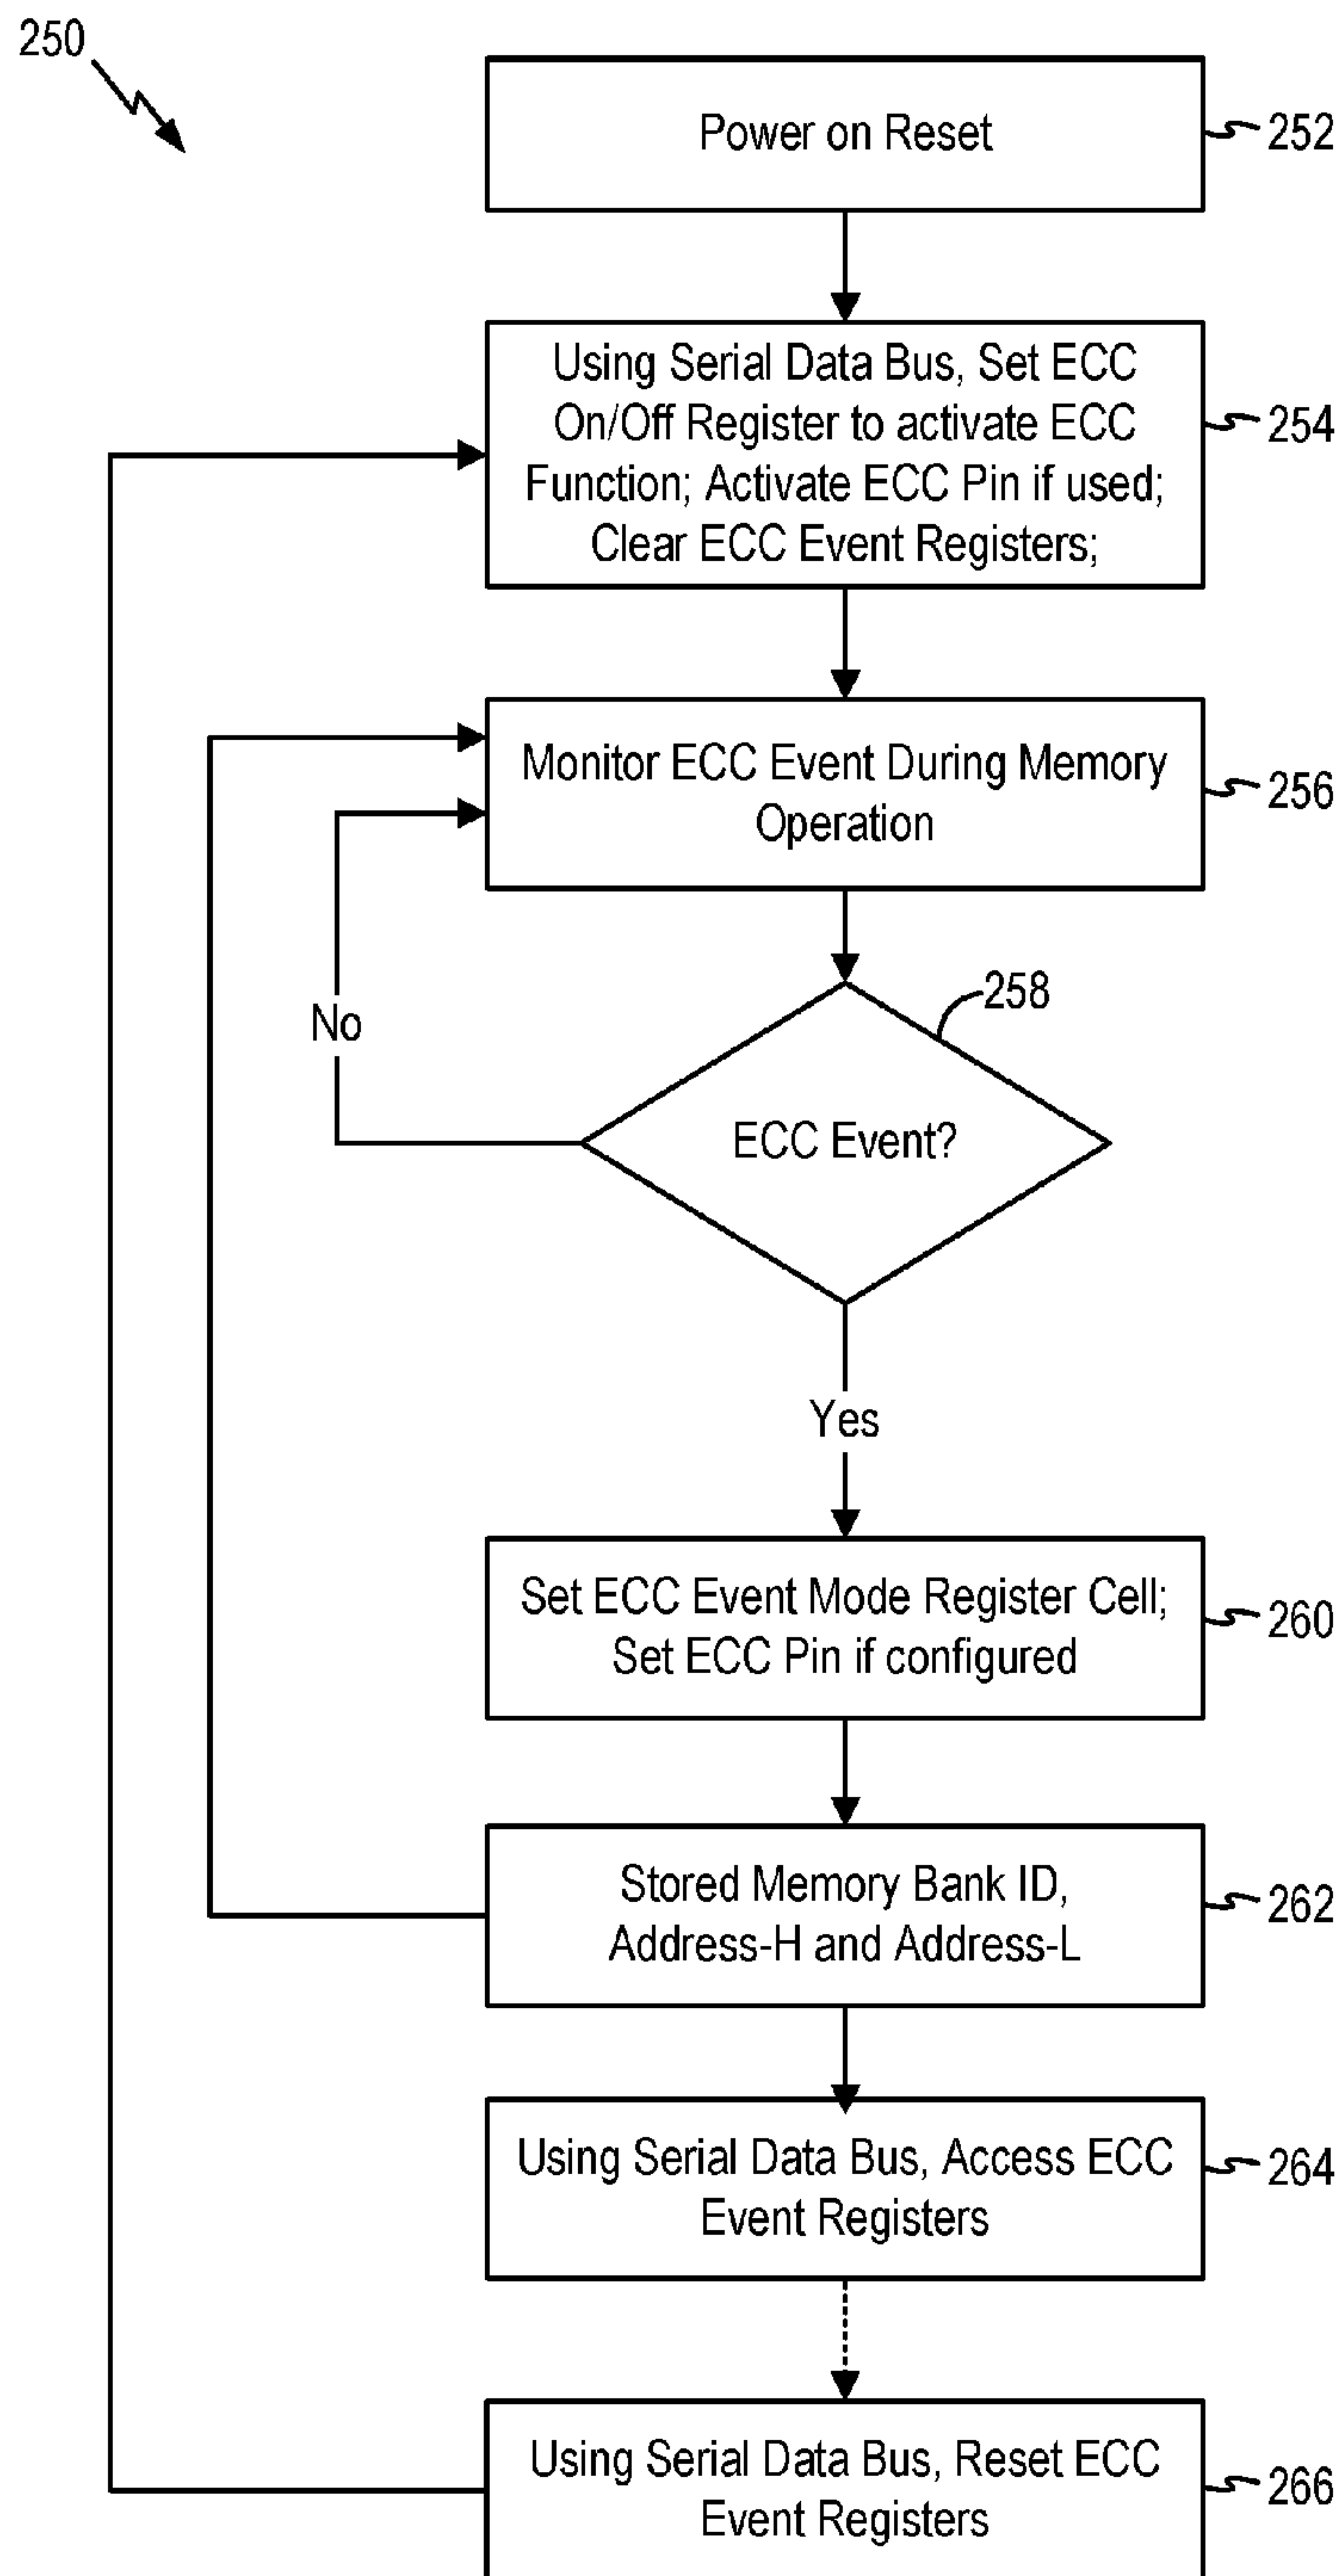 250
Power on Reset
252
Using Serial Data Bus, Set ECC
On/Off Register to activate ECC
Function; Activate ECC Pin if used;
Clear ECC Event Registers;
254
Monitor ECC Event During Memory
Operation
256
258
No
ECC Event?
Yes
Set ECC Event Mode Register Cell;
Set ECC Pin if configured
260
Stored Memory Bank ID,
Address-H and Address-L
262
Using Serial Data Bus, Access ECC
Event Registers
264
Using Serial Data Bus, Reset ECC
Event Registers
266